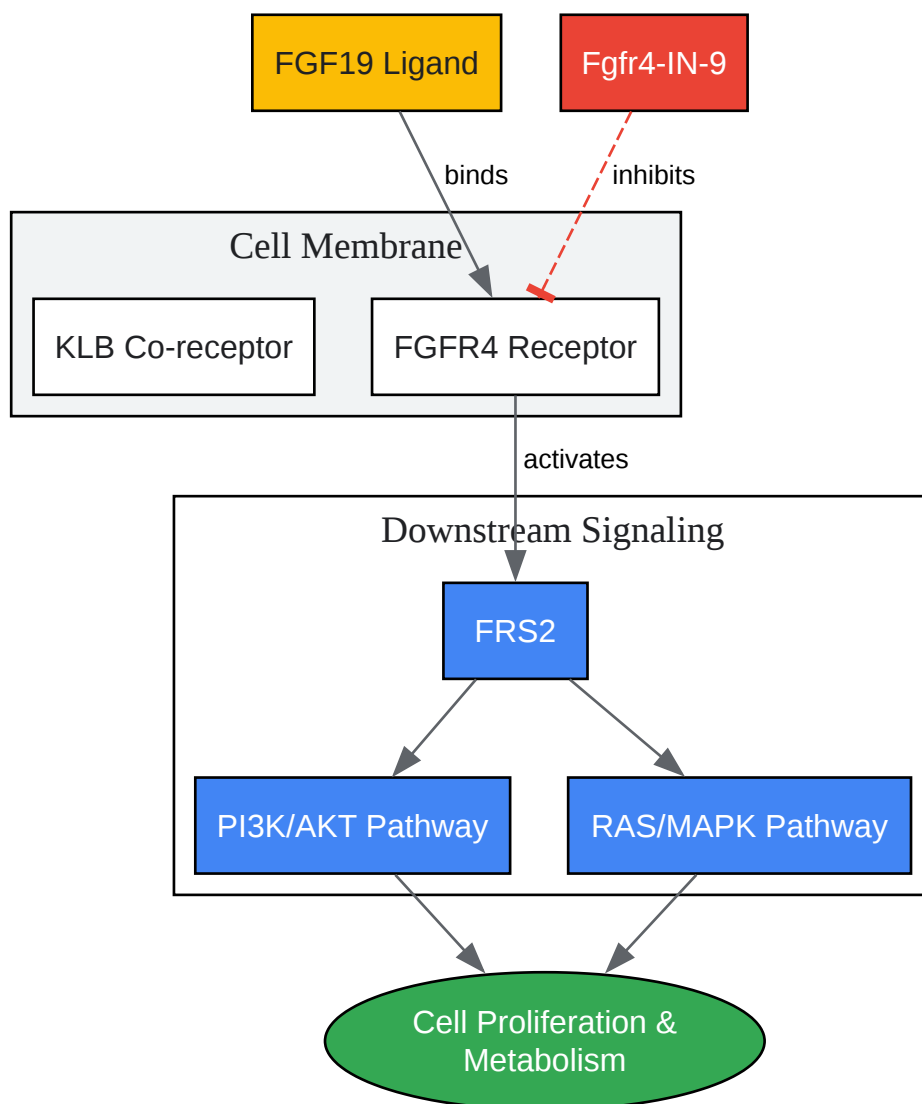 FGF19 Ligand
Fgfr4-IN-9
binds
inhibits
Cell Membrane
KLB Co-receptor
FGFR4 Receptor
activates
Downstream Signaling
FRS2
PI3K/AKT Pathway
RAS/MAPK Pathway
Cell Proliferation &
Metabolism